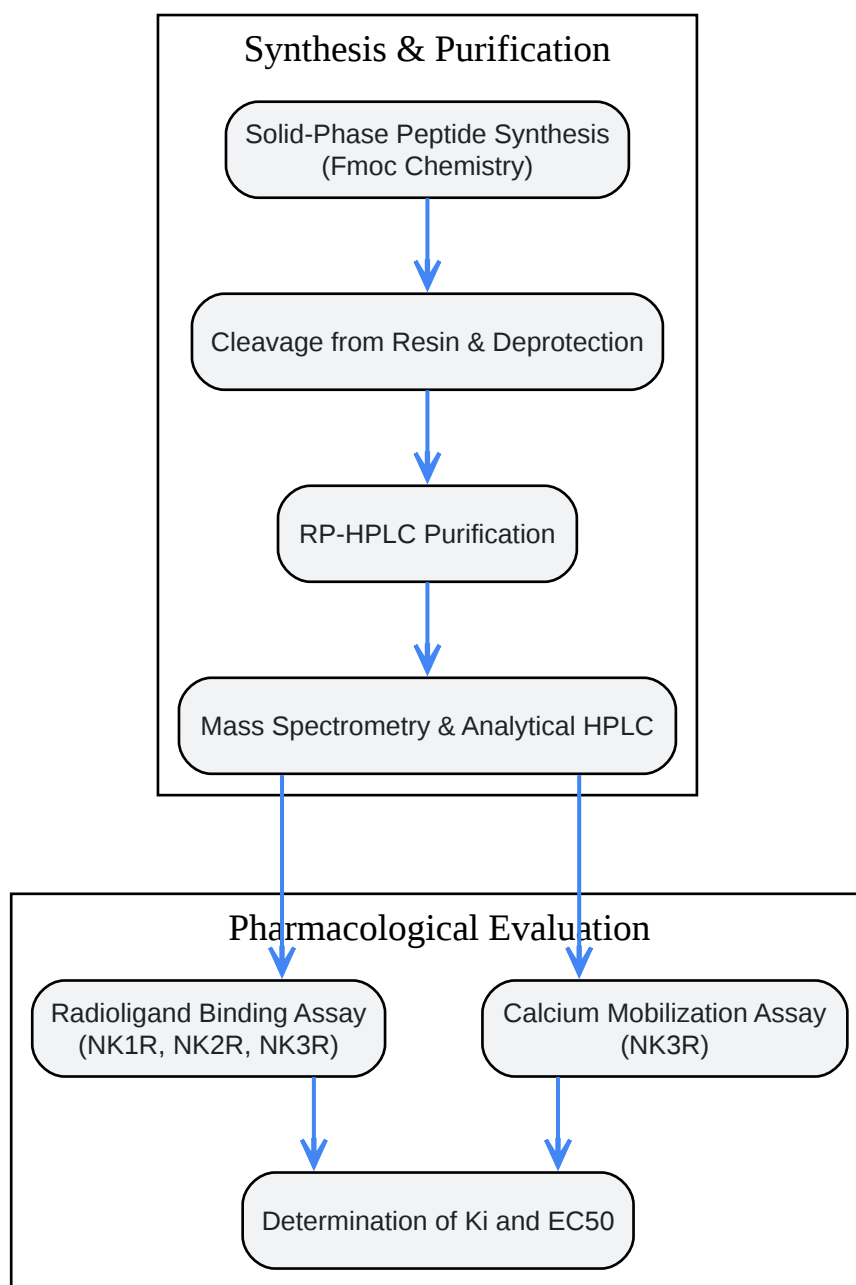 Synthesis & Purification
Solid-Phase Peptide Synthesis
(Fmoc Chemistry)
Cleavage from Resin & Deprotection
RP-HPLC Purification
Mass Spectrometry & Analytical HPLC
Pharmacological Evaluation
Radioligand Binding Assay
(NK1R, NK2R, NK3R)
Calcium Mobilization Assay
(NK3R)
Determination of Ki and EC50